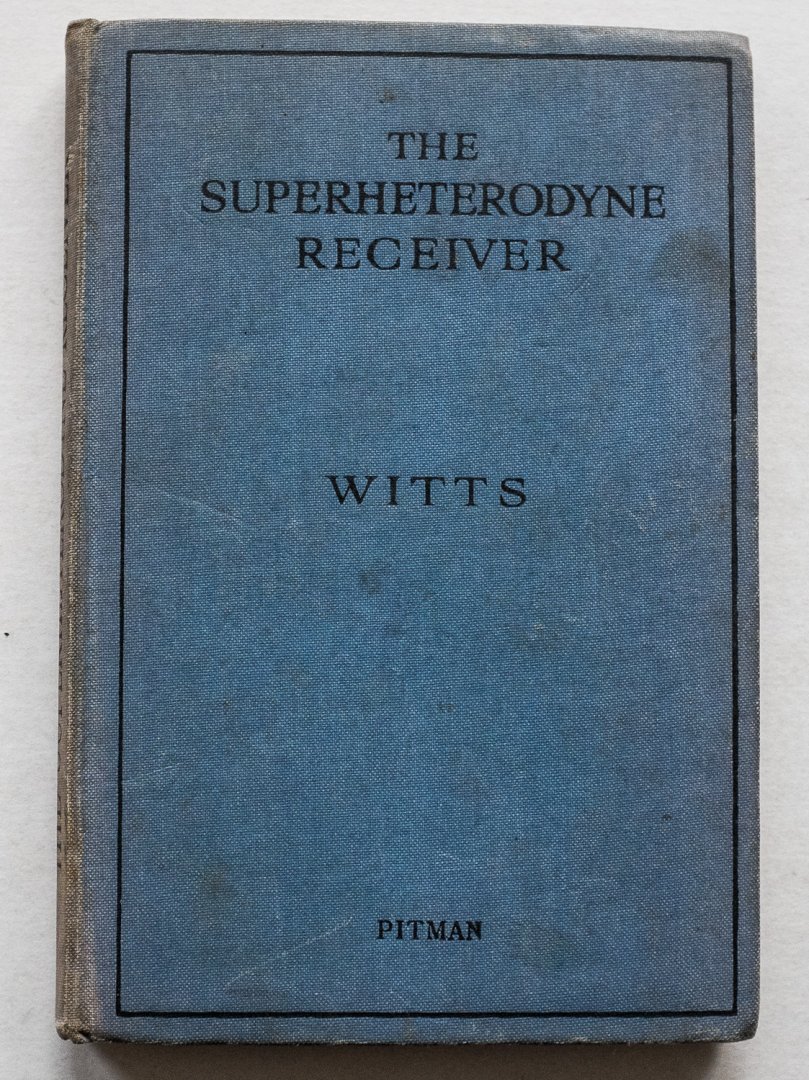 THE
SUPERHETERODYNE
RECEIVER
WITTS
PITMAN